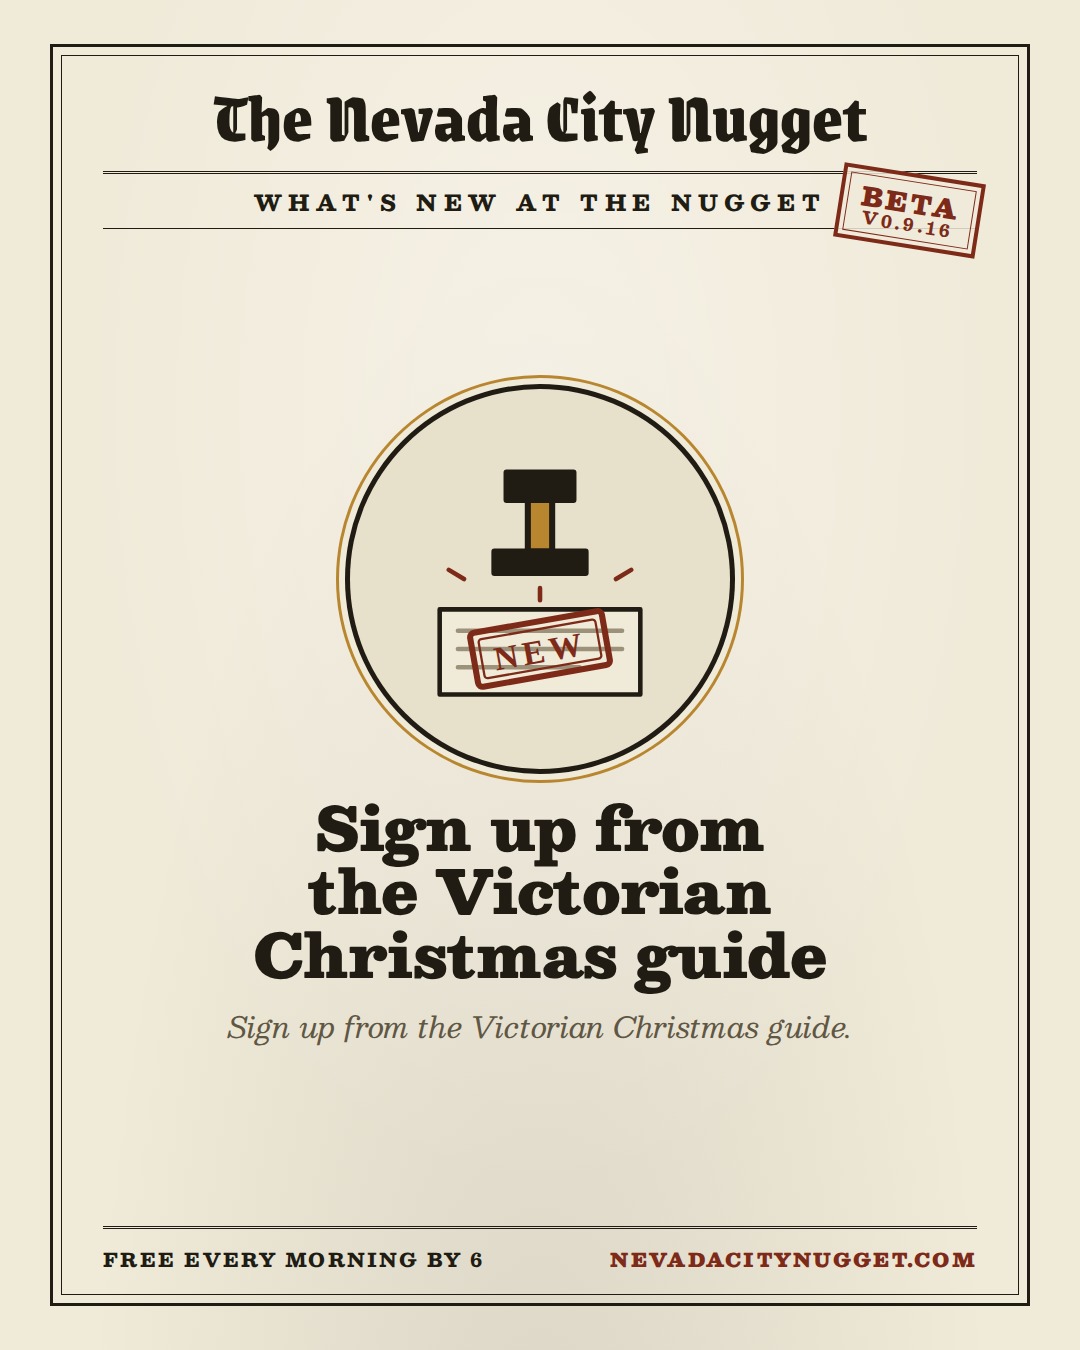 The Nevada City Nugget
WHAT'S NEW AT THE NUGGET
BETA
V0.9.16
NEW
Sign up from
the Victorian
Christmas guide
Sign up from the Victorian Christmas guide.
FREE EVERY MORNING BY 6
NEVADACITYNUGGET.COM